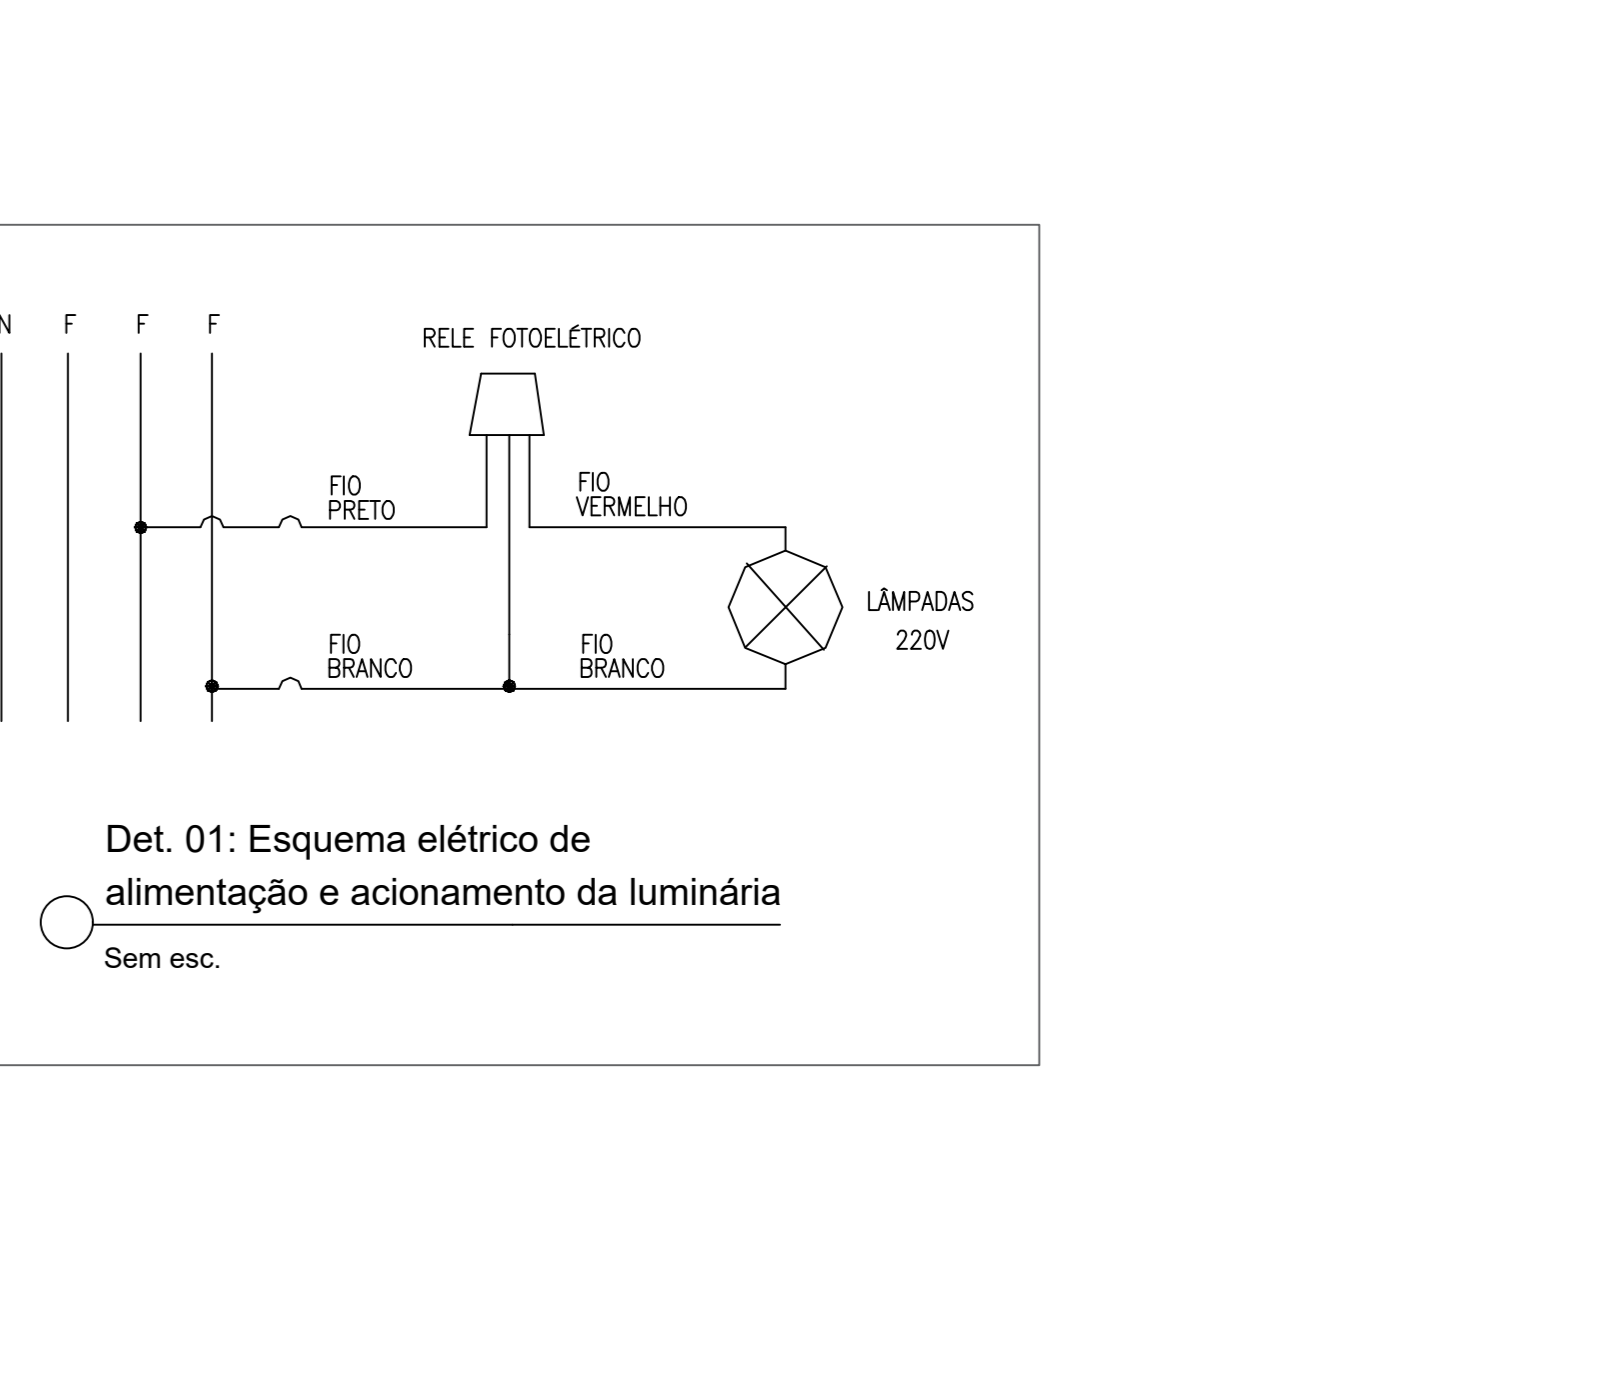 N F F F
RELE FOTOELÉTRICO
FIO
PRETO
FIO
VERMELHO
LÂMPADAS
220V
FIO
BRANCO
FIO
BRANCO
Det. 01: Esquema elétrico de
alimentação e acionamento da luminária
Sem esc.